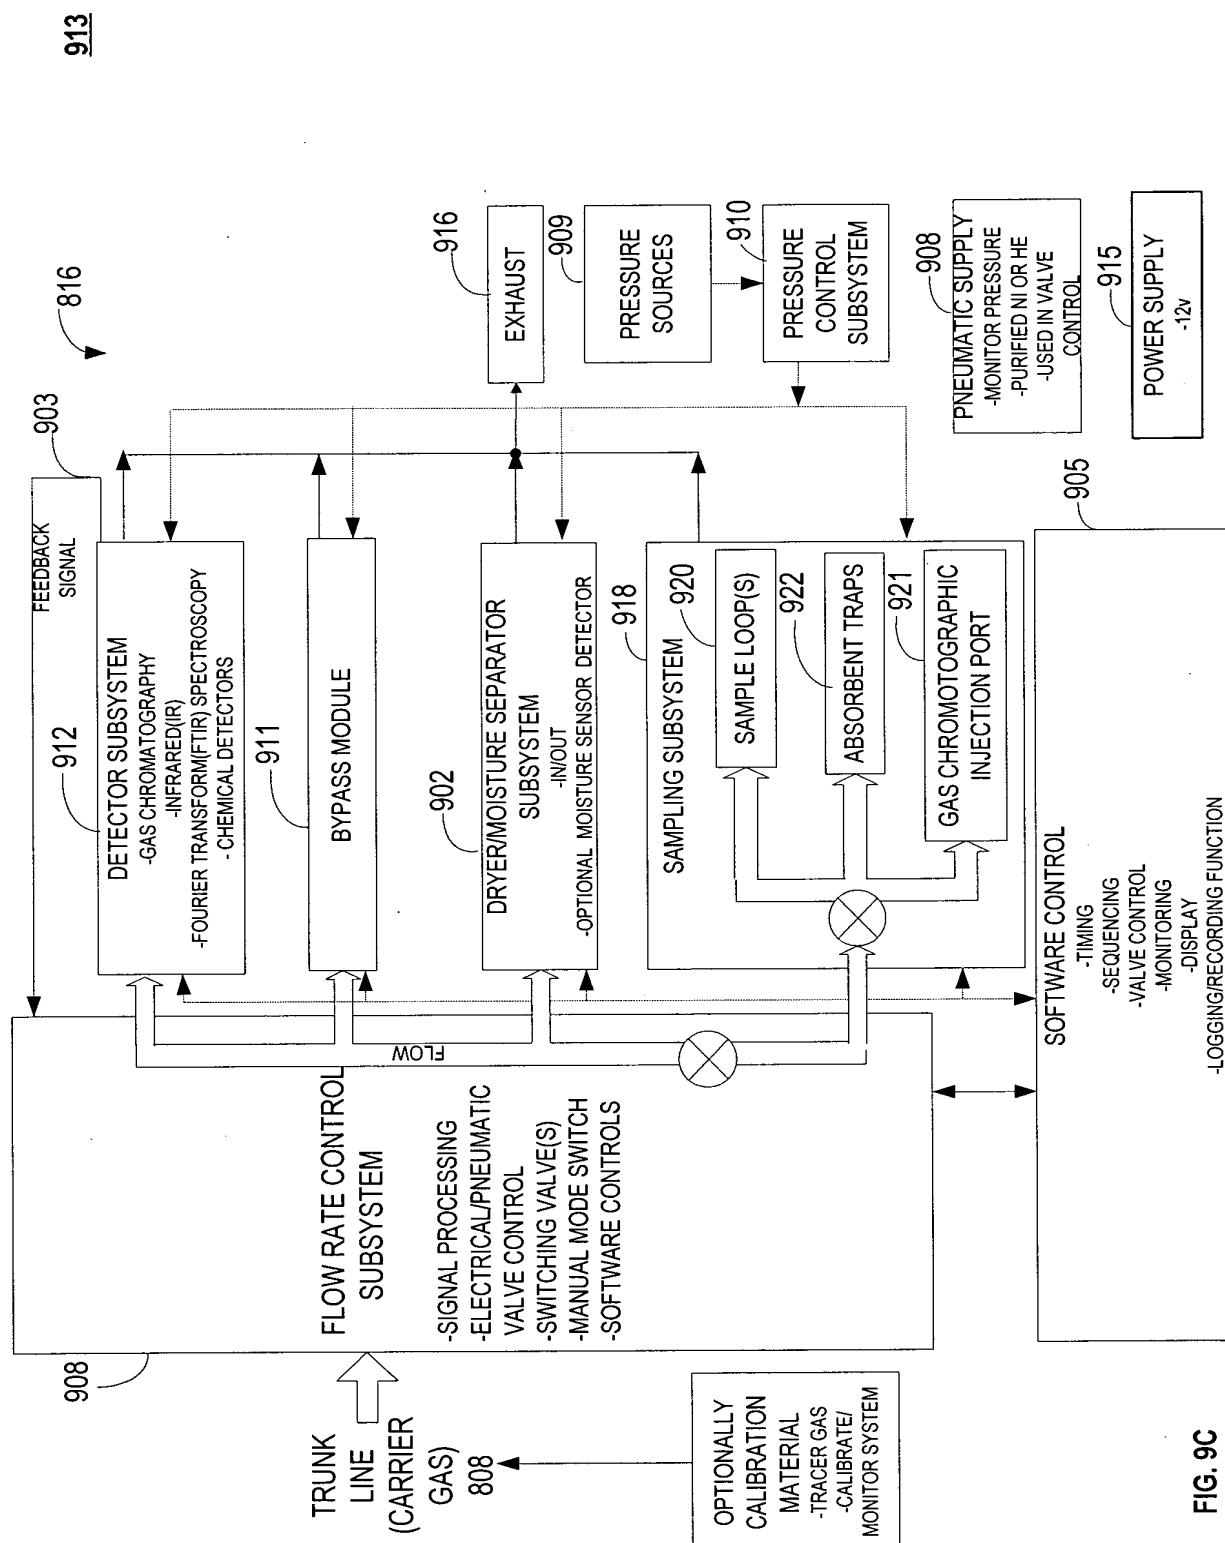 913
816
TRUNK
LINE
(CARRIER
GAS)
808
OPTIONALLY
CALIBRATION
MATERIAL
-TRACER GAS
-CALIBRATE/
MONITOR SYSTEM
908
FLOW RATE CONTROL
SUBSYSTEM
-SIGNAL PROCESSING
-ELECTRICAL/PNEUMATIC
VALVE CONTROL
-SWITCHING VALVE(S)
-MANUAL MODE SWITCH
-SOFTWARE CONTROLS
FLOW
FEEDBACK
SIGNAL
903
912
DETECTOR SUBSYSTEM
-GAS CHROMATOGRAPHY
-INFRARED(IR)
-FOURIER TRANSFORM(FTIR) SPECTROSCOPY
- CHEMICAL DETECTORS
911
BYPASS MODULE
902
DRYER/MOISTURE SEPARATOR
SUBSYSTEM
-IN/OUT
-OPTIONAL MOISTURE SENSOR DETECTOR
918
SAMPLING SUBSYSTEM
920
SAMPLE LOOP(S)
922
ABSORBENT TRAPS
921
GAS CHROMOTOGRAPHIC
INJECTION PORT
905
SOFTWARE CONTROL
-TIMING
-SEQUENCING
-VALVE CONTROL
-MONITORING
-DISPLAY
-LOGGING/RECORDING FUNCTION
916
EXHAUST
909
PRESSURE
SOURCES
910
PRESSURE
CONTROL
SUBSYSTEM
908
PNEUMATIC SUPPLY
-MONITOR PRESSURE
-PURIFIED NI OR HE
-USED IN VALVE
CONTROL
915
POWER SUPPLY
-12v
FIG. 9C